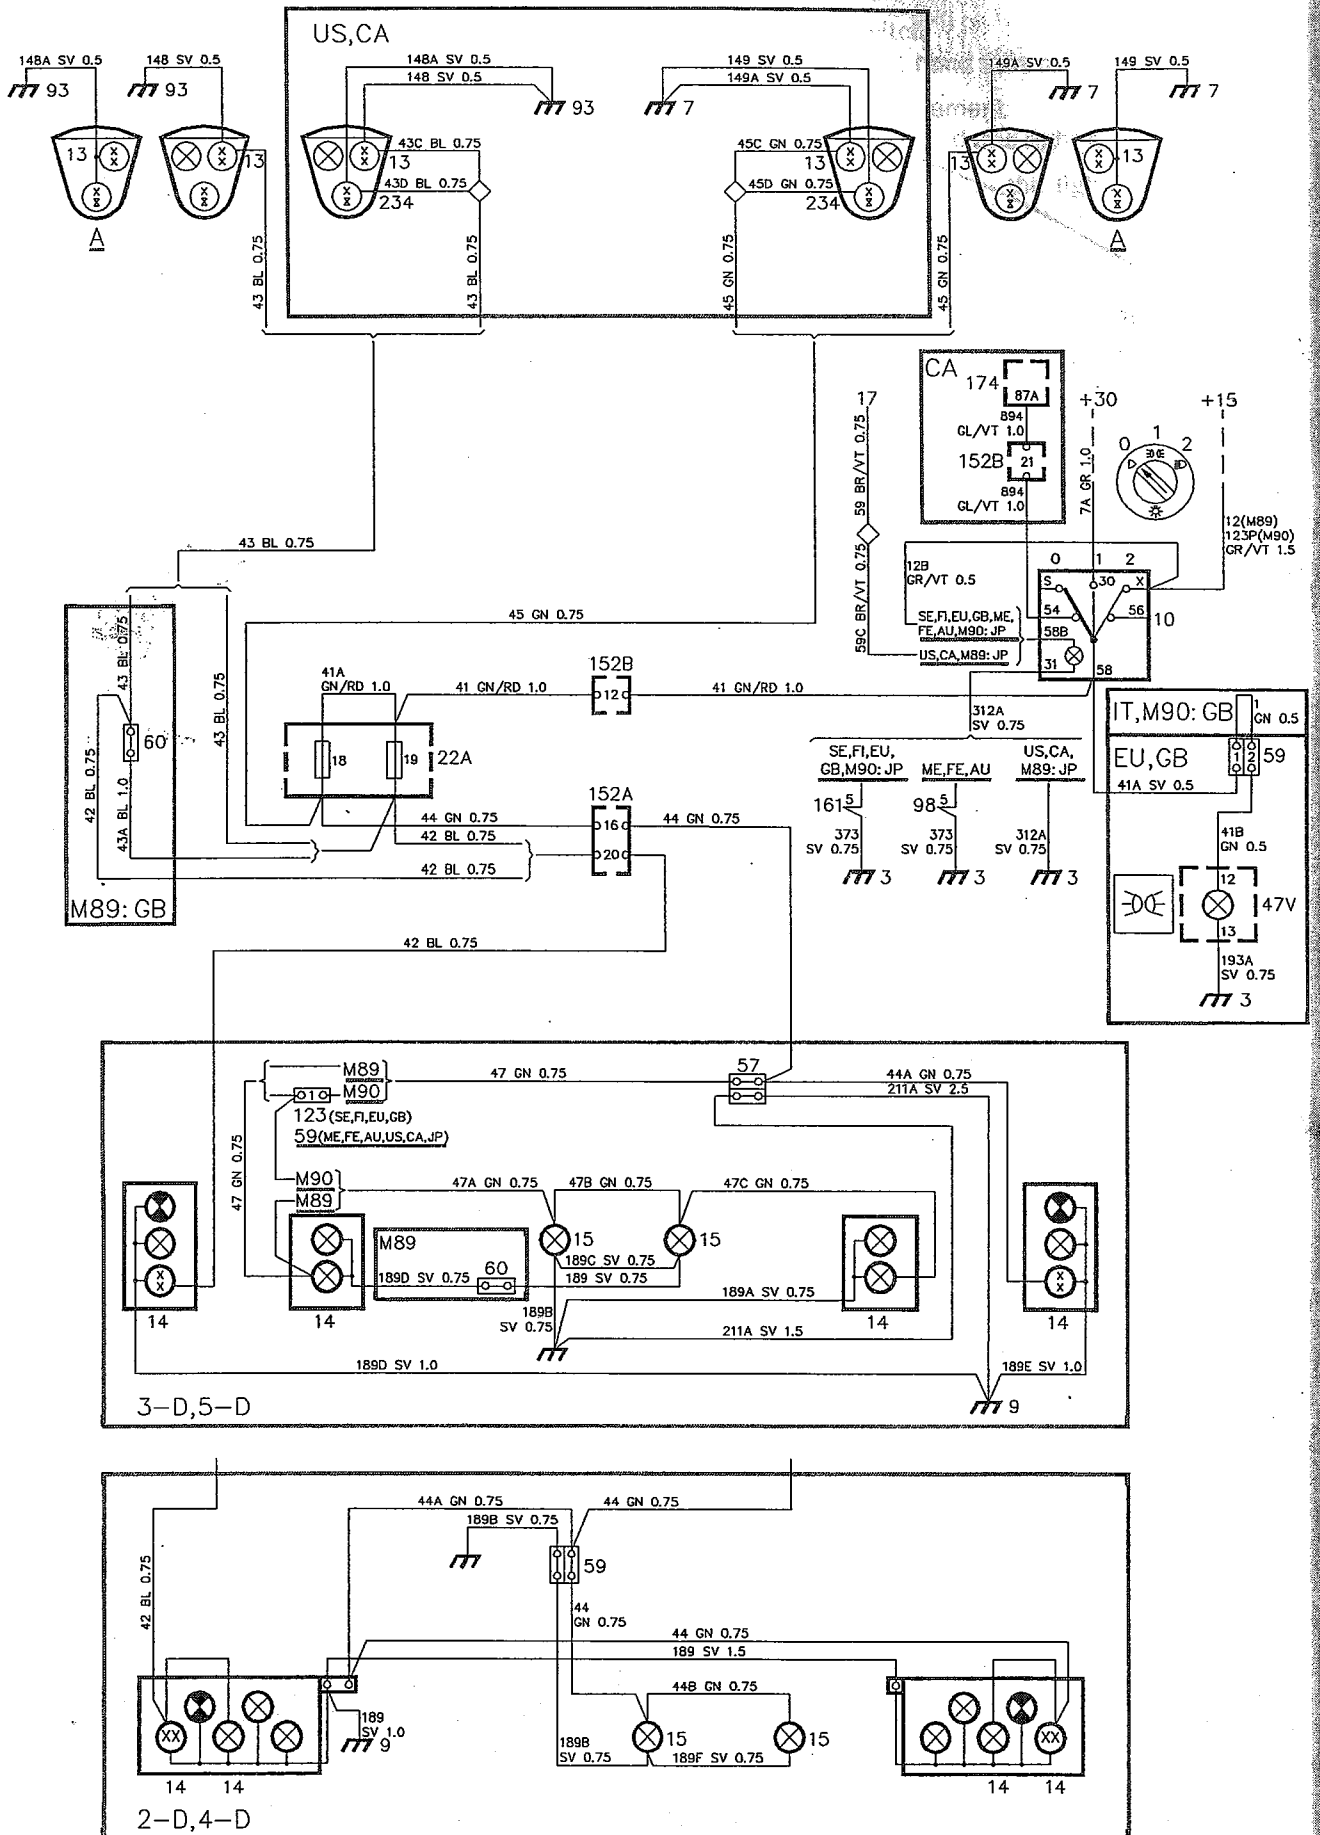 US,CA
148A SV 0.5
148 SV 0.5
148A SV 0.5
148 SV 0.5
149 SV 0.5
149A SV 0.5
149A SV 0.5
149 SV 0.5
93
93
93
7
7
7
13
13
43C BL 0.75
13
45C GN 0.75
13
13
13
43D BL 0.75
234
45D GN 0.75
234
A
A
43 BL 0.75
43 BL 0.75
45 GN 0.75
45 GN 0.75
CA
174
87A
894
GL/VT 1.0
152B
21
894
GL/VT 1.0
17
59 BR/VT 0.75
59C BR/VT 0.75
+30
7A GR 1.0
+15
0 1 2
12(M89)
123P(M90)
GR/VT 1.5
43 BL 0.75
12B
GR/VT 0.5
0 1 2
S 30 X
54 56
10
58B
31
58
SE,FI,EU,GB,ME,
FE,AU,M90: JP
US,CA,M89: JP
45 GN 0.75
43 BL 0.75
43 BL 0.75
41A
GN/RD 1.0
41 GN/RD 1.0
152B
12
41 GN/RD 1.0
312A
SV 0.75
60
42 BL 0.75
43A BL 1.0
18
19
22A
152A
44 GN 0.75
16
44 GN 0.75
42 BL 0.75
20
42 BL 0.75
M89: GB
42 BL 0.75
SE,FI,EU,
GB,M90: JP
ME,FE,AU
US,CA,
M89: JP
161
5
98
5
373
SV 0.75
373
SV 0.75
312A
SV 0.75
3
3
3
IT,M90: GB
1
GN 0.5
EU,GB
1 2
59
41A SV 0.5
41B
GN 0.5
12
47V
13
193A
SV 0.75
3
M89
M90
1
47 GN 0.75
57
44A GN 0.75
211A SV 2.5
123(SE,FI,EU,GB)
59(ME,FE,AU,US,CA,JP)
47 GN 0.75
M90
M89
47A GN 0.75
47B GN 0.75
47C GN 0.75
M89
15
15
189C SV 0.75
189D SV 0.75
60
189 SV 0.75
189A SV 0.75
14
14
14
14
189B
SV 0.75
211A SV 1.5
189D SV 1.0
189E SV 1.0
9
3-D,5-D
44A GN 0.75
44 GN 0.75
189B SV 0.75
59
42 BL 0.75
44
GN 0.75
44 GN 0.75
189 SV 1.5
44B GN 0.75
189
SV 1.0
9
XX
15
15
XX
189B
SV 0.75
189F SV 0.75
14
14
14
14
2-D,4-D